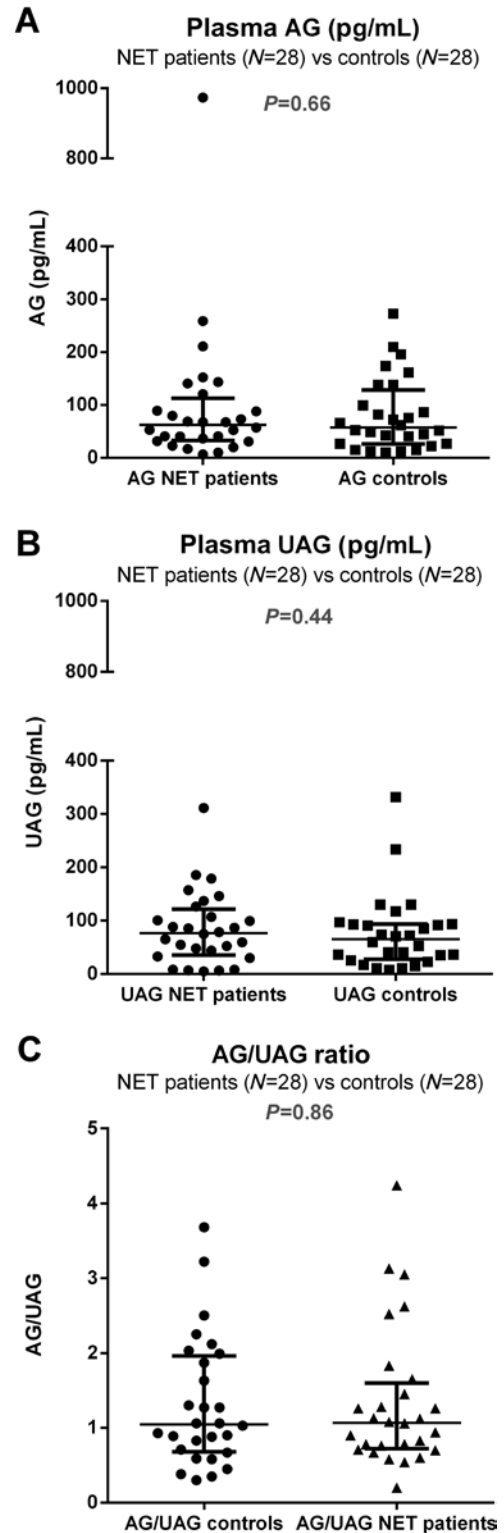 A
Plasma AG (pg/mL)
NET patients (N=28) vs controls (N=28)
P=0.66
1000
800
400
300
200
100
0
AG (pg/mL)
AG NET patients AG controls
B
Plasma UAG (pg/mL)
NET patients (N=28) vs controls (N=28)
P=0.44
1000
800
400
300
200
100
0
UAG (pg/mL)
UAG NET patients UAG controls
C
AG/UAG ratio
NET patients (N=28) vs controls (N=28)
P=0.86
5
4
3
2
1
0
AG/UAG
AG/UAG controls AG/UAG NET patients